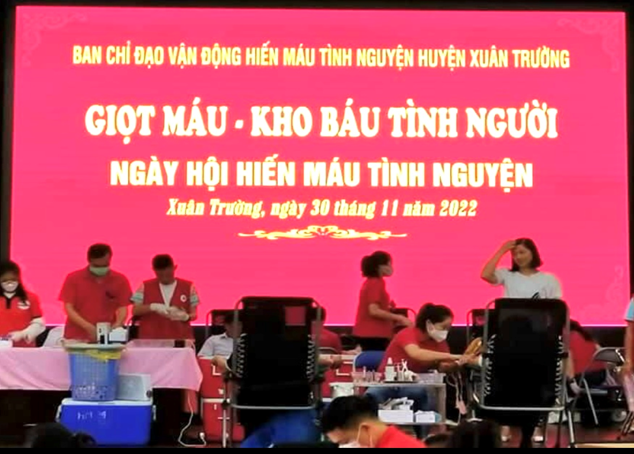 BAN CHỈ ĐẠO VẬN ĐỘNG HIẾN MÁU TÌNH NGUYỆN HUYỆN XUÂN TRƯỜNG
GIỌT MÁU - KHO BÁU TÌNH NGƯỜI
NGÀY HỘI HIẾN MÁU TÌNH NGUYỆN
Xuân Trường, ngày 30 tháng 11 năm 2022